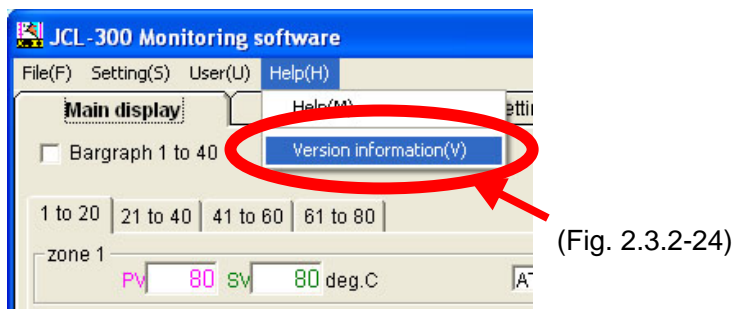 JCL-300 Monitoring software
File(F) Setting(S) User(U) Help(H)
Main display
Help(M)
Bargraph 1 to 40
Version information(V)
1 to 20 21 to 40 41 to 60 61 to 80
(Fig. 2.3.2-24)
zone 1
PV 80 SV 80 deg.C